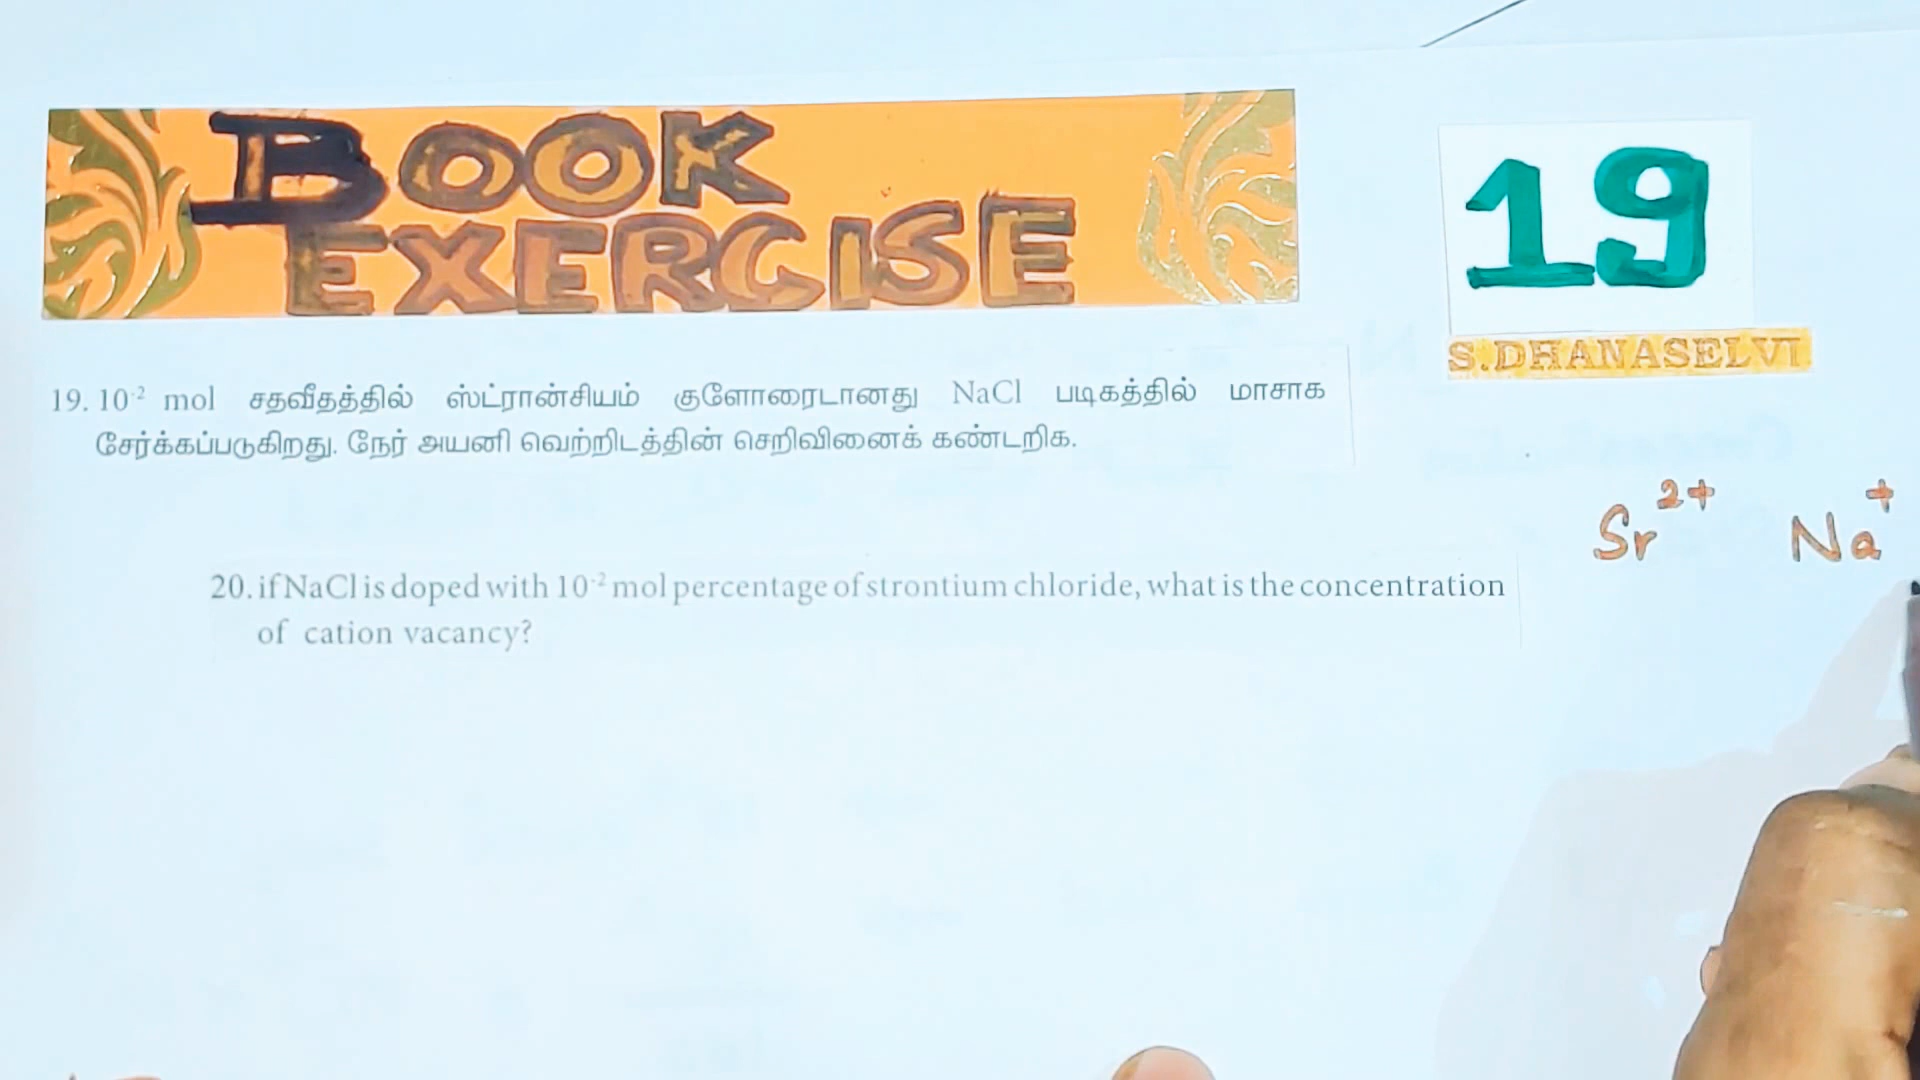 BOOK
EXERCISE
19
S.DHANASELVI
19. 10⁻² mol சதவீதத்தில் ஸ்ட்ரான்சியம் குளோரைடானது NaCl படிகத்தில் மாசாக
சேர்க்கப்படுகிறது. நேர் அயனி வெற்றிடத்தின் செறிவினைக் கண்டறிக.
Sr²⁺ Na⁺
20. if NaCl is doped with 10⁻² mol percentage of strontium chloride, what is the concentration
of cation vacancy?